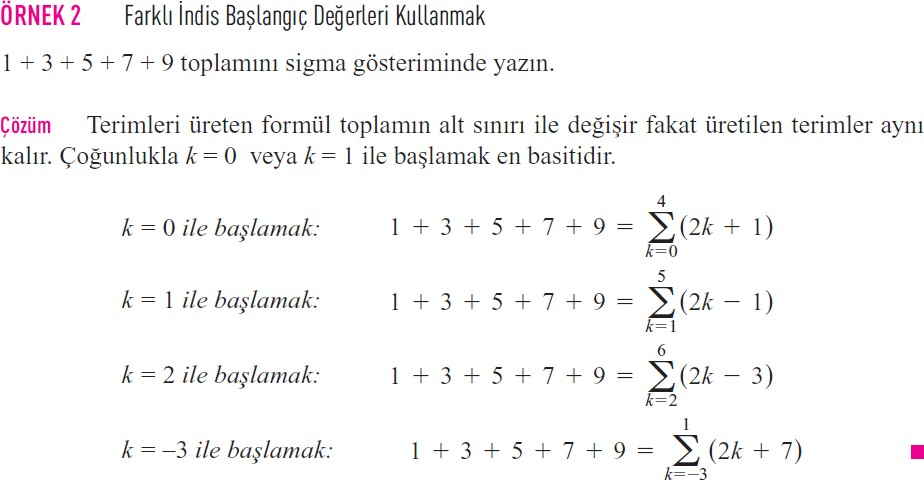 ÖRNEK 2 Farklı İndis Başlangıç Değerleri Kullanmak
1 + 3 + 5 + 7 + 9 toplamını sigma gösteriminde yazın.
Çözüm Terimleri üreten formül toplamın alt sınırı ile değişir fakat üretilen terimler aynı
kalır. Çoğunlukla k = 0 veya k = 1 ile başlamak en basitidir.
k = 0 ile başlamak: 1 + 3 + 5 + 7 + 9 = \sum_{k=0}^{4} (2k + 1)
k = 1 ile başlamak: 1 + 3 + 5 + 7 + 9 = \sum_{k=1}^{5} (2k − 1)
k = 2 ile başlamak: 1 + 3 + 5 + 7 + 9 = \sum_{k=2}^{6} (2k − 3)
k = –3 ile başlamak: 1 + 3 + 5 + 7 + 9 = \sum_{k=−3}^{1} (2k + 7)